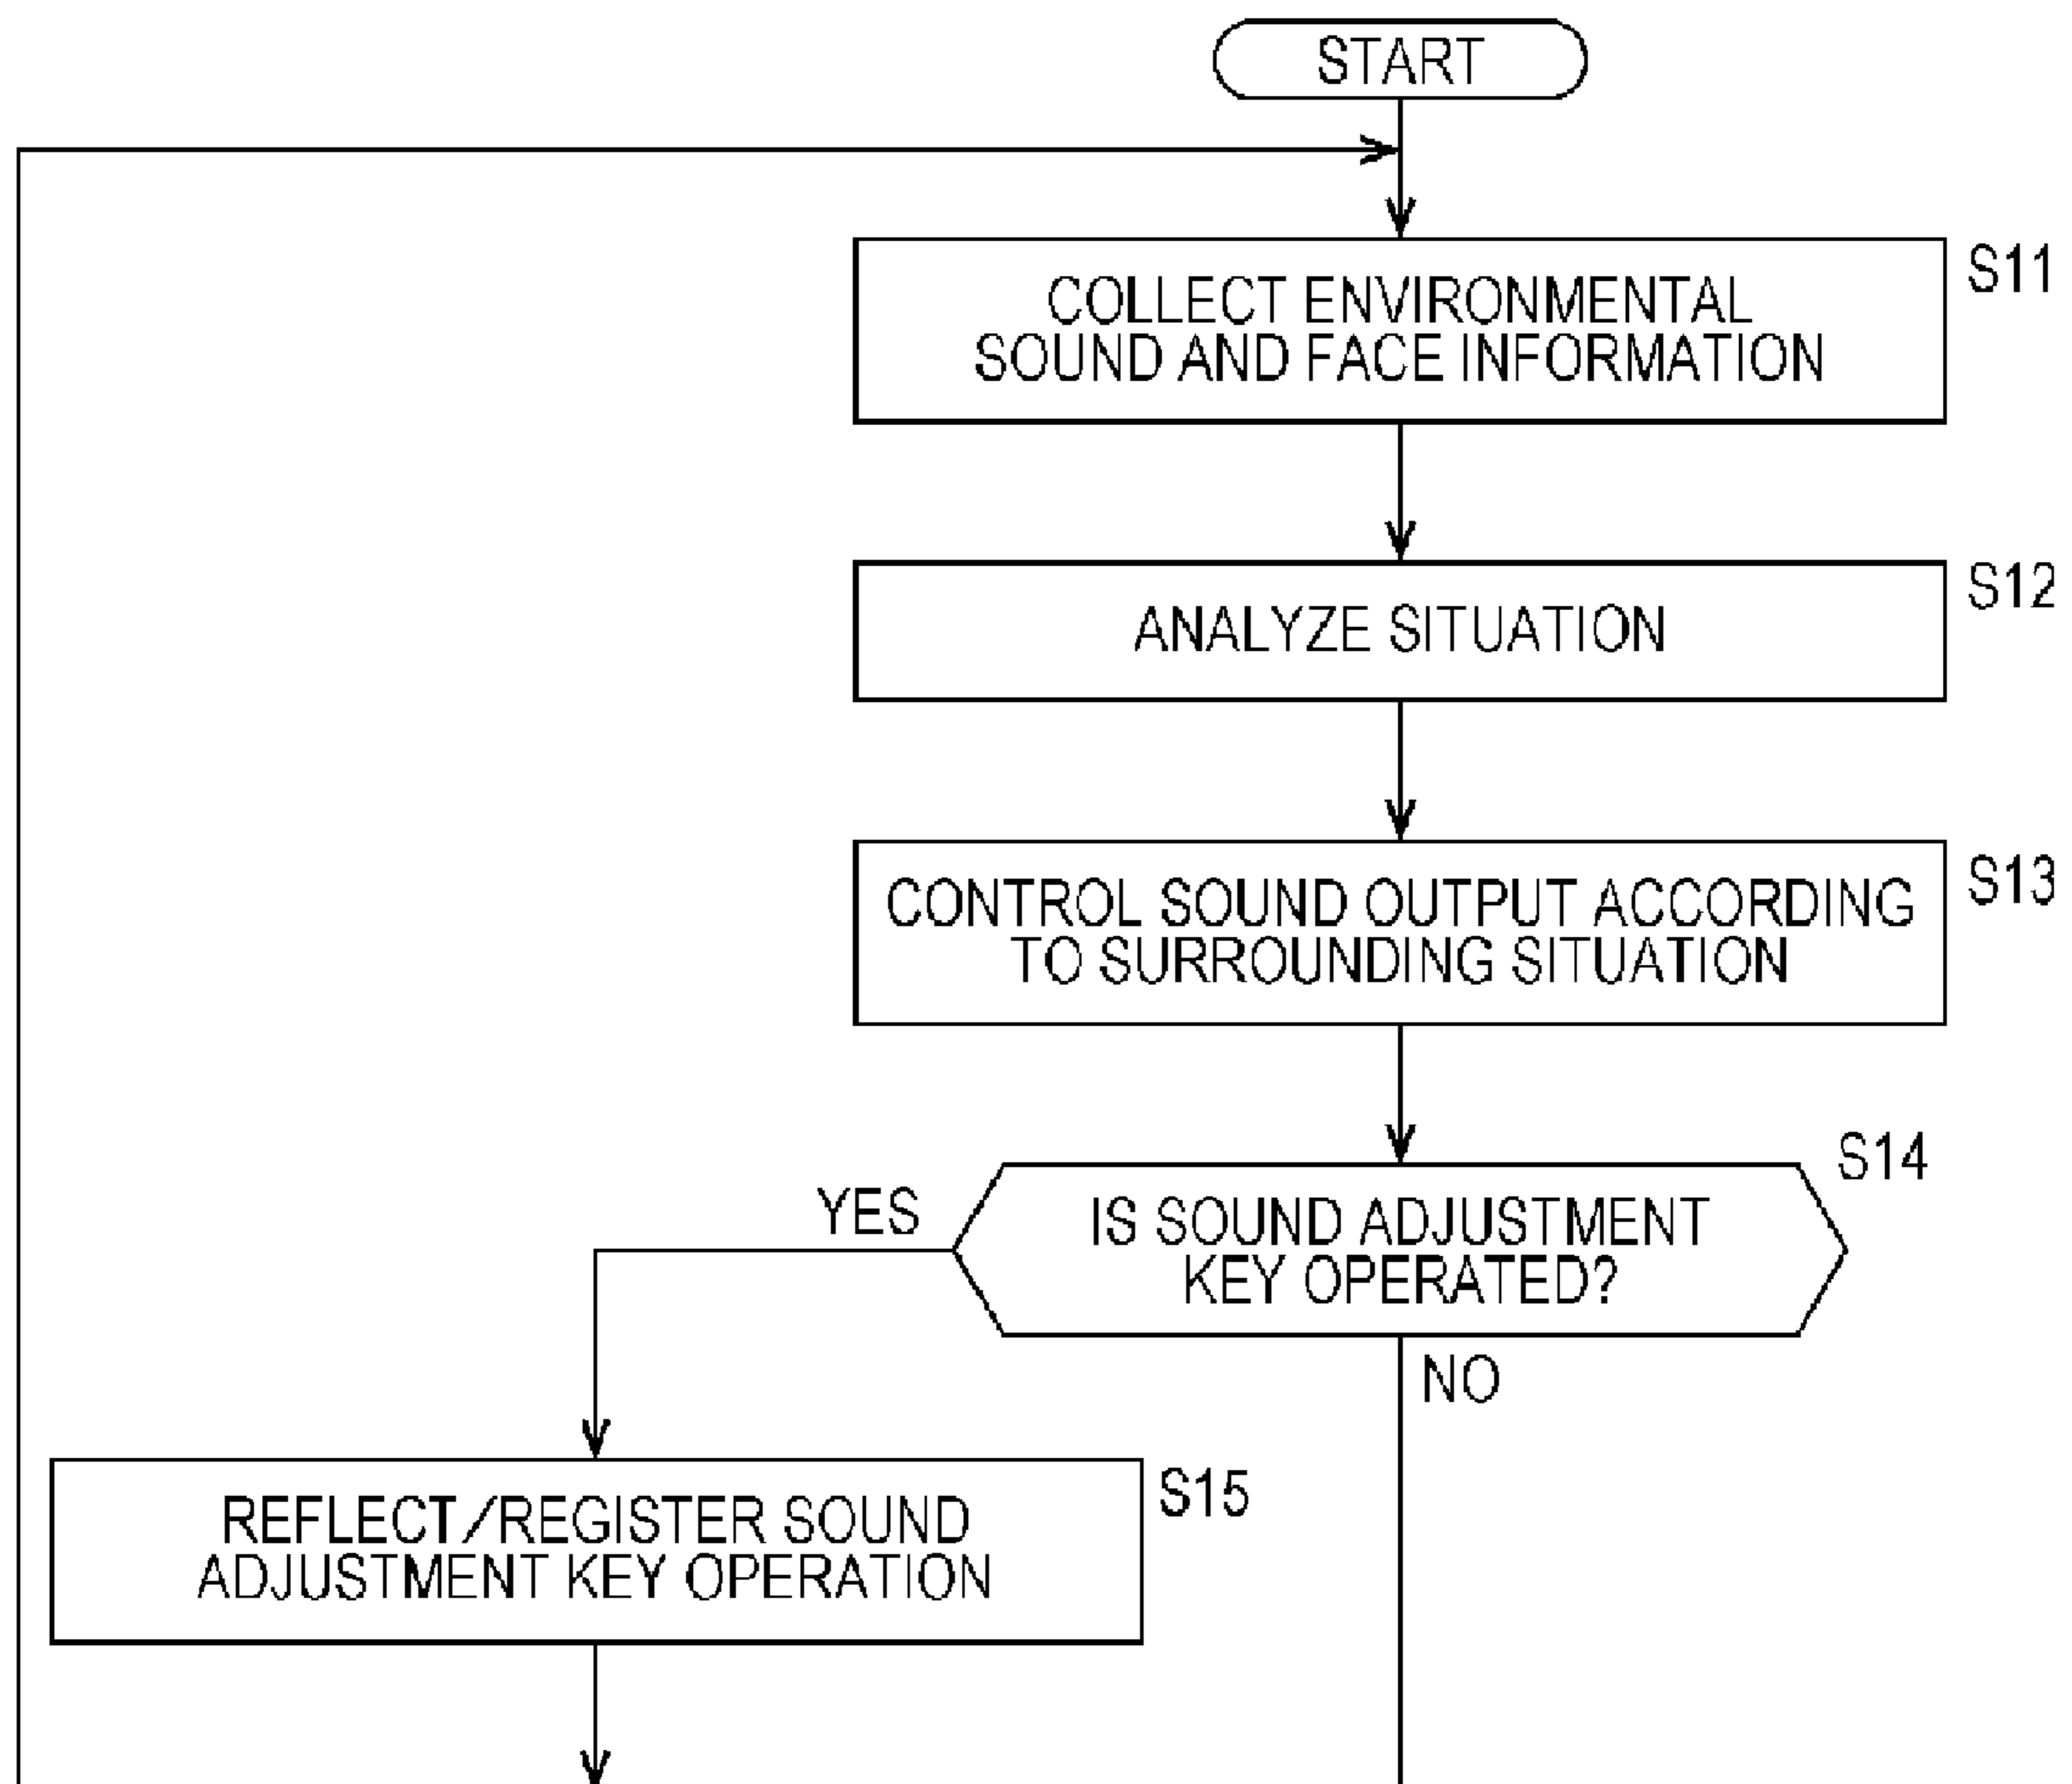 START
S11
COLLECT ENVIRONMENTAL
SOUND AND FACE INFORMATION
S12
ANALYZE SITUATION
S13
CONTROL SOUND OUTPUT ACCORDING
TO SURROUNDING SITUATION
S14
YES
IS SOUND ADJUSTMENT
KEY OPERATED?
NO
S15
REFLECT/REGISTER SOUND
ADJUSTMENT KEY OPERATION